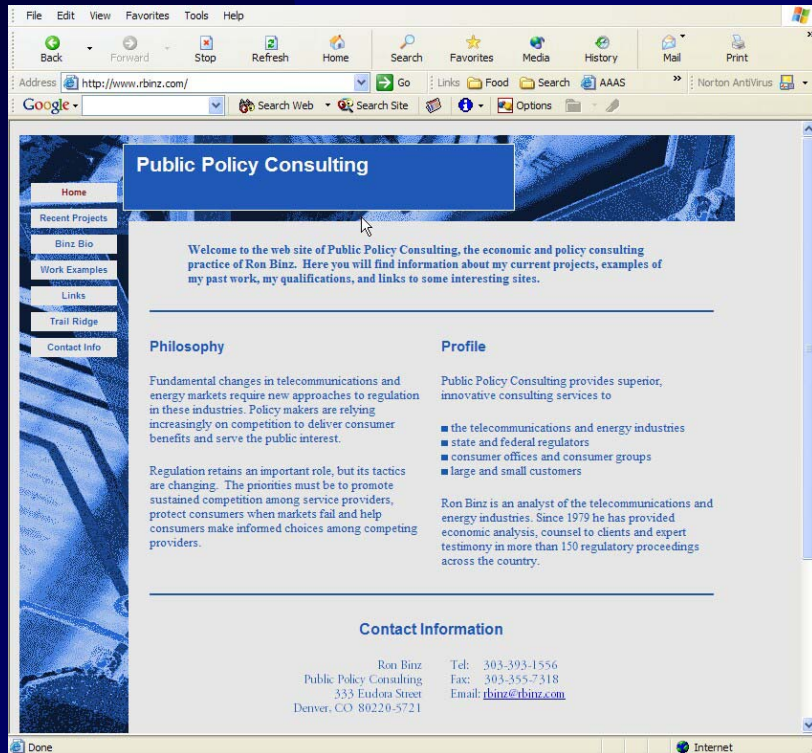 File Edit View Favorites Tools Help
Back Forward Stop Refresh Home Search Favorites Media History Mail Print
Address http://www.rbinz.com/ Go Links Food Search AAAS » Norton AntiVirus
Google Search Web Search Site Options
Public Policy Consulting
Home
Recent Projects
Binz Bio
Work Examples
Links
Trail Ridge
Contact Info
Welcome to the web site of Public Policy Consulting, the economic and policy consulting
practice of Ron Binz. Here you will find information about my current projects, examples of
my past work, my qualifications, and links to some interesting sites.
Philosophy
Fundamental changes in telecommunications and
energy markets require new approaches to regulation
in these industries. Policy makers are relying
increasingly on competition to deliver consumer
benefits and serve the public interest.
Regulation retains an important role, but its tactics
are changing. The priorities must be to promote
sustained competition among service providers,
protect consumers when markets fail and help
consumers make informed choices among competing
providers.
Profile
Public Policy Consulting provides superior,
innovative consulting services to
■ the telecommunications and energy industries
■ state and federal regulators
■ consumer offices and consumer groups
■ large and small customers
Ron Binz is an analyst of the telecommunications and
energy industries. Since 1979 he has provided
economic analysis, counsel to clients and expert
testimony in more than 150 regulatory proceedings
across the country.
Contact Information
Ron Binz
Public Policy Consulting
333 Eudora Street
Denver, CO 80220-5721
Tel: 303-393-1556
Fax: 303-355-7318
Email: rbinz@rbinz.com
Done Internet